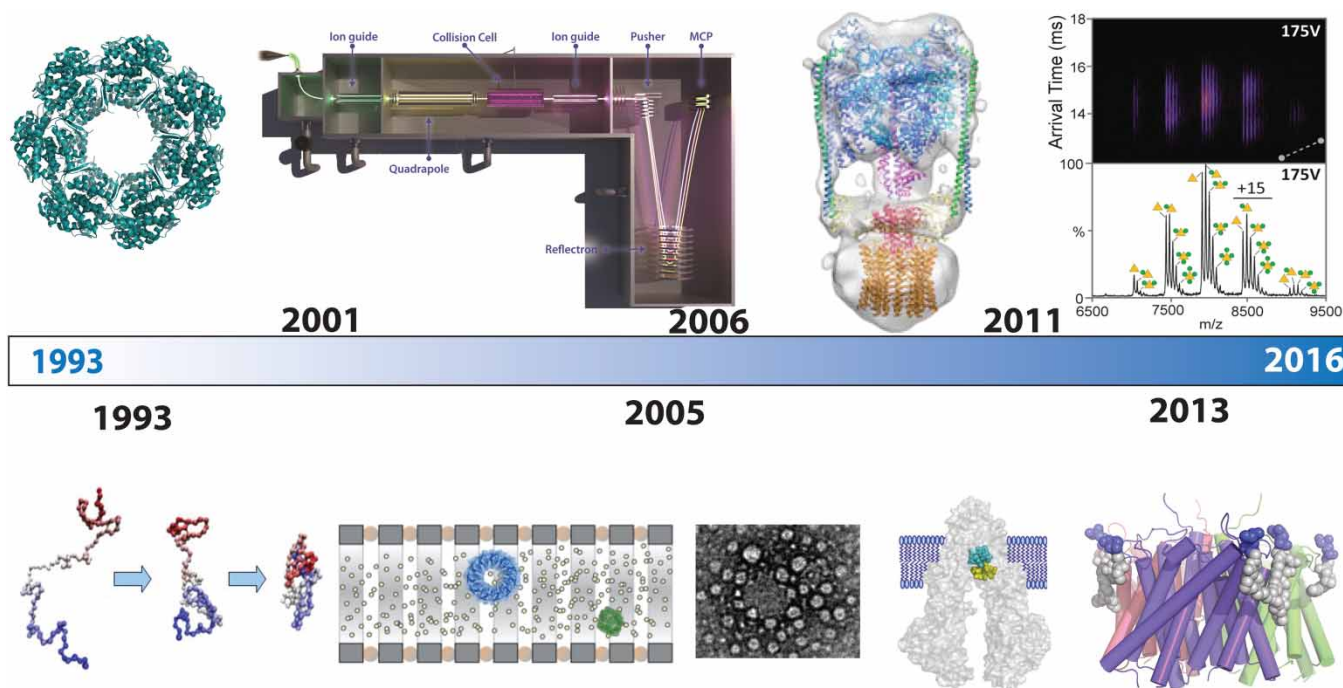 Ion guide
Collision Cell
Ion guide
Pusher
MCP
Quadrapole
Reflectron
Arrival Time (ms)
18
16
14
12
175V
100
%
0
175V
+15
6500
7500
8500
9500
m/z
2001
2006
2011
1993
2016
1993
2005
2013